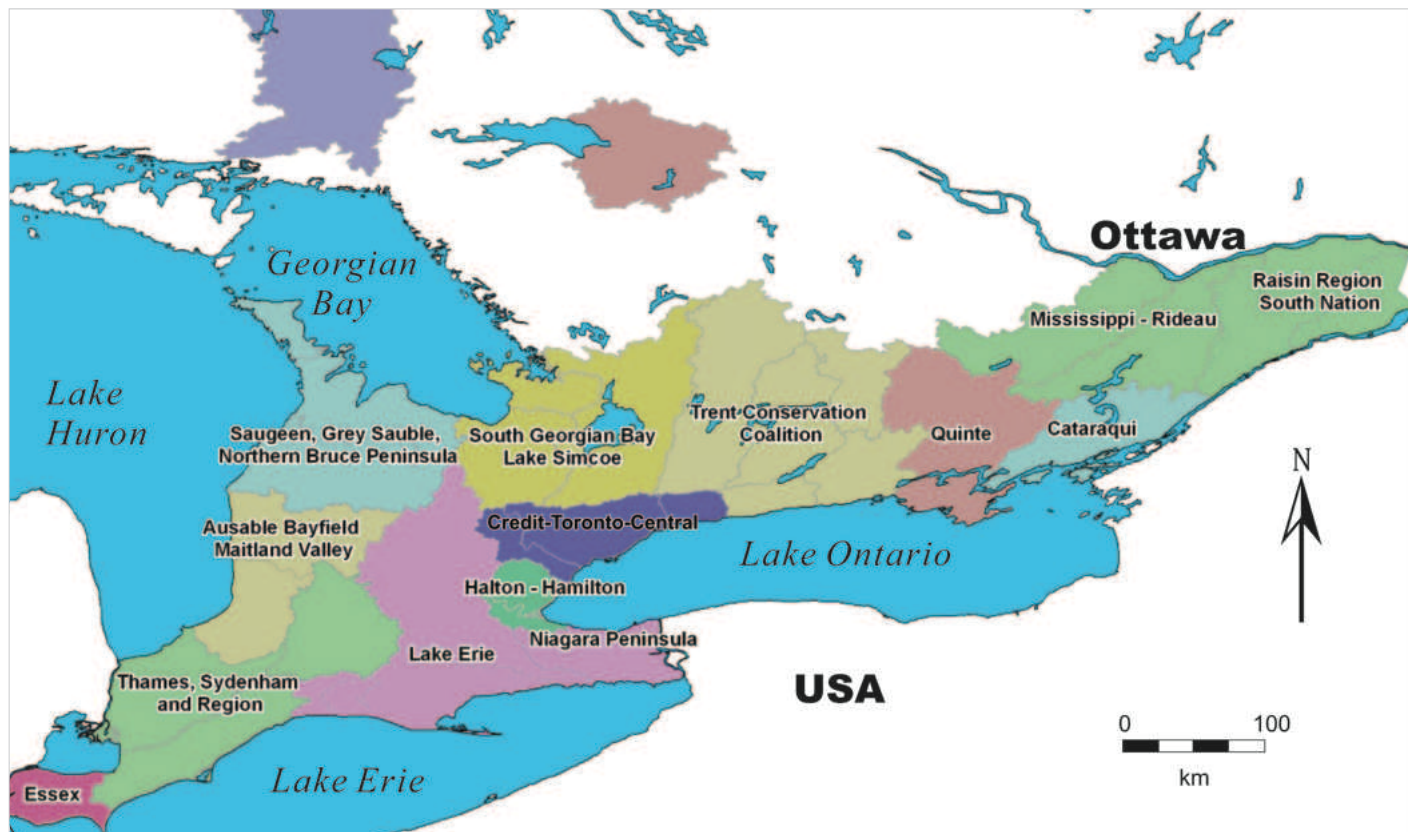 Ottawa
Georgian
Bay
Raisin Region
South Nation
Mississippi - Rideau
Lake
Huron
Saugeen, Grey Sauble,
Northern Bruce Peninsula
South Georgian Bay
Lake Simcoe
Trent Conservation
Coalition
Quinte
Cataraqui
N
Ausable Bayfield
Maitland Valley
Credit-Toronto-Central
Lake Ontario
Halton - Hamilton
Niagara Peninsula
Lake Erie
Thames, Sydenham
and Region
USA
0 100
km
Lake Erie
Essex